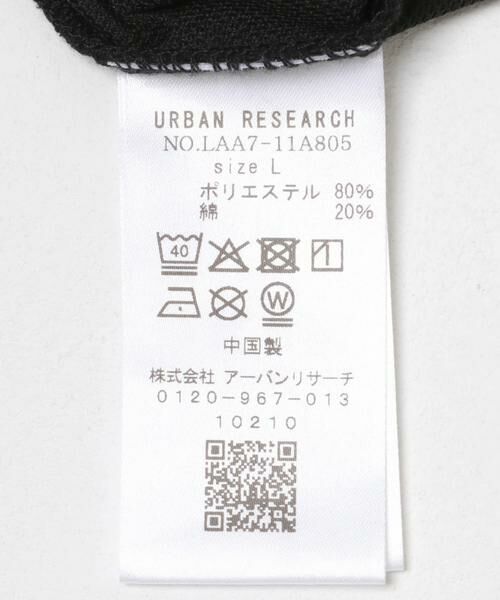 URBAN RESEARCH
NO.LAA7-11A805
size L
ポリエステル 80%
綿 20%
40
W
中国製
株式会社 アーバンリサーチ
0120-967-013
10210